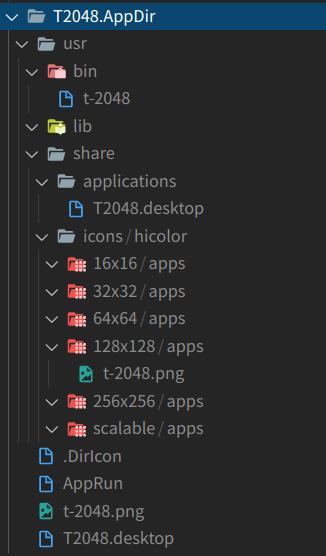 T2048.AppDir
usr
bin
t-2048
lib
share
applications
T2048.desktop
icons/hicolor
16x16/apps
32x32/apps
64x64/apps
128x128/apps
t-2048.png
256x256/apps
scalable/apps
.DirIcon
AppRun
t-2048.png
T2048.desktop